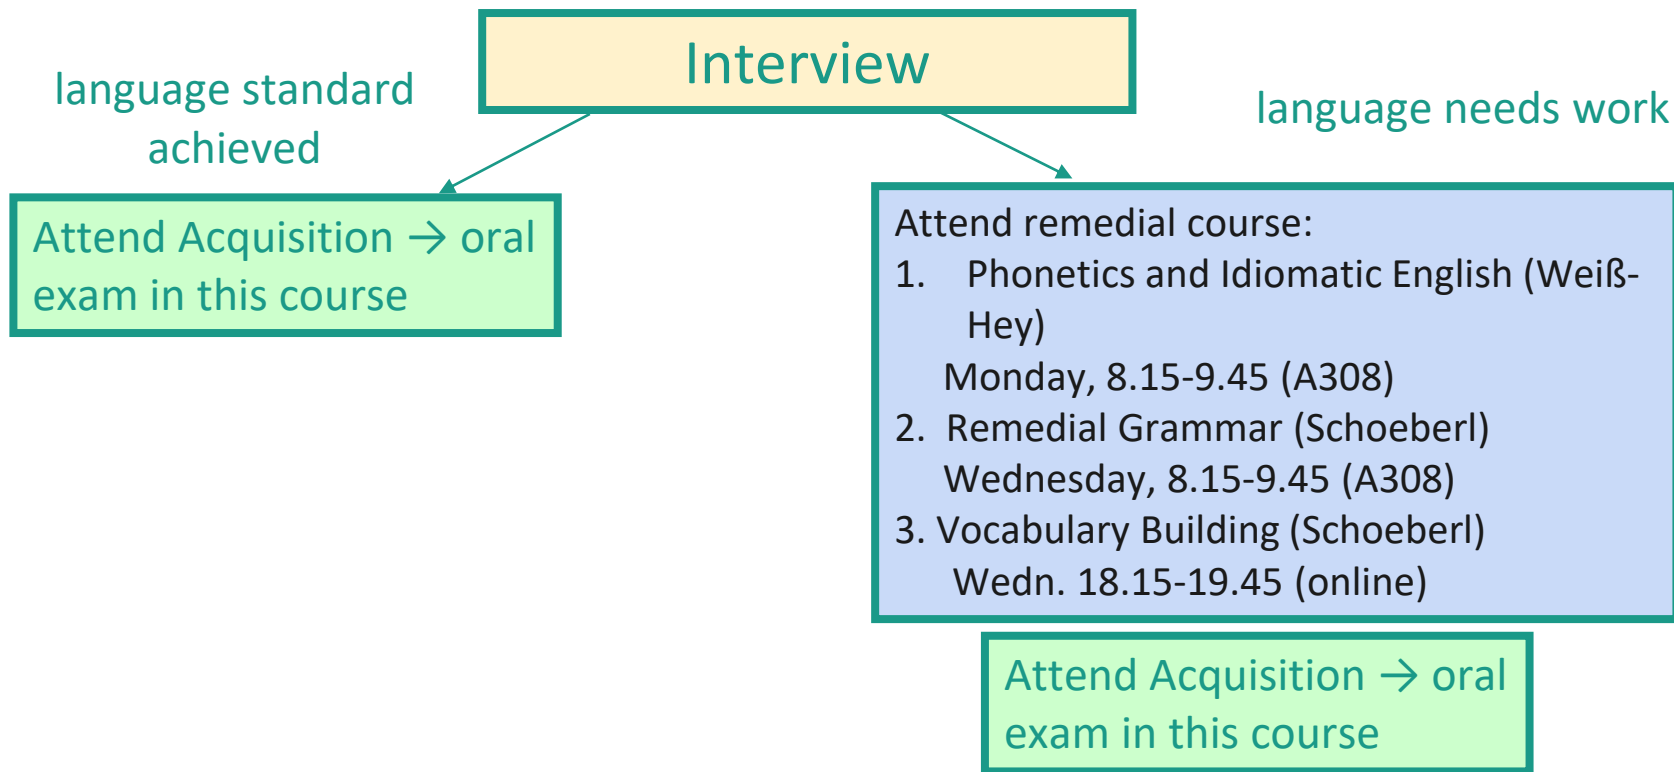 Interview
language standard
achieved
language needs work
Attend Acquisition → oral
exam in this course
Attend remedial course:
1. Phonetics and Idiomatic English (Weiß-
Hey)
Monday, 8.15-9.45 (A308)
2. Remedial Grammar (Schoeberl)
Wednesday, 8.15-9.45 (A308)
3. Vocabulary Building (Schoeberl)
Wedn. 18.15-19.45 (online)
Attend Acquisition → oral
exam in this course